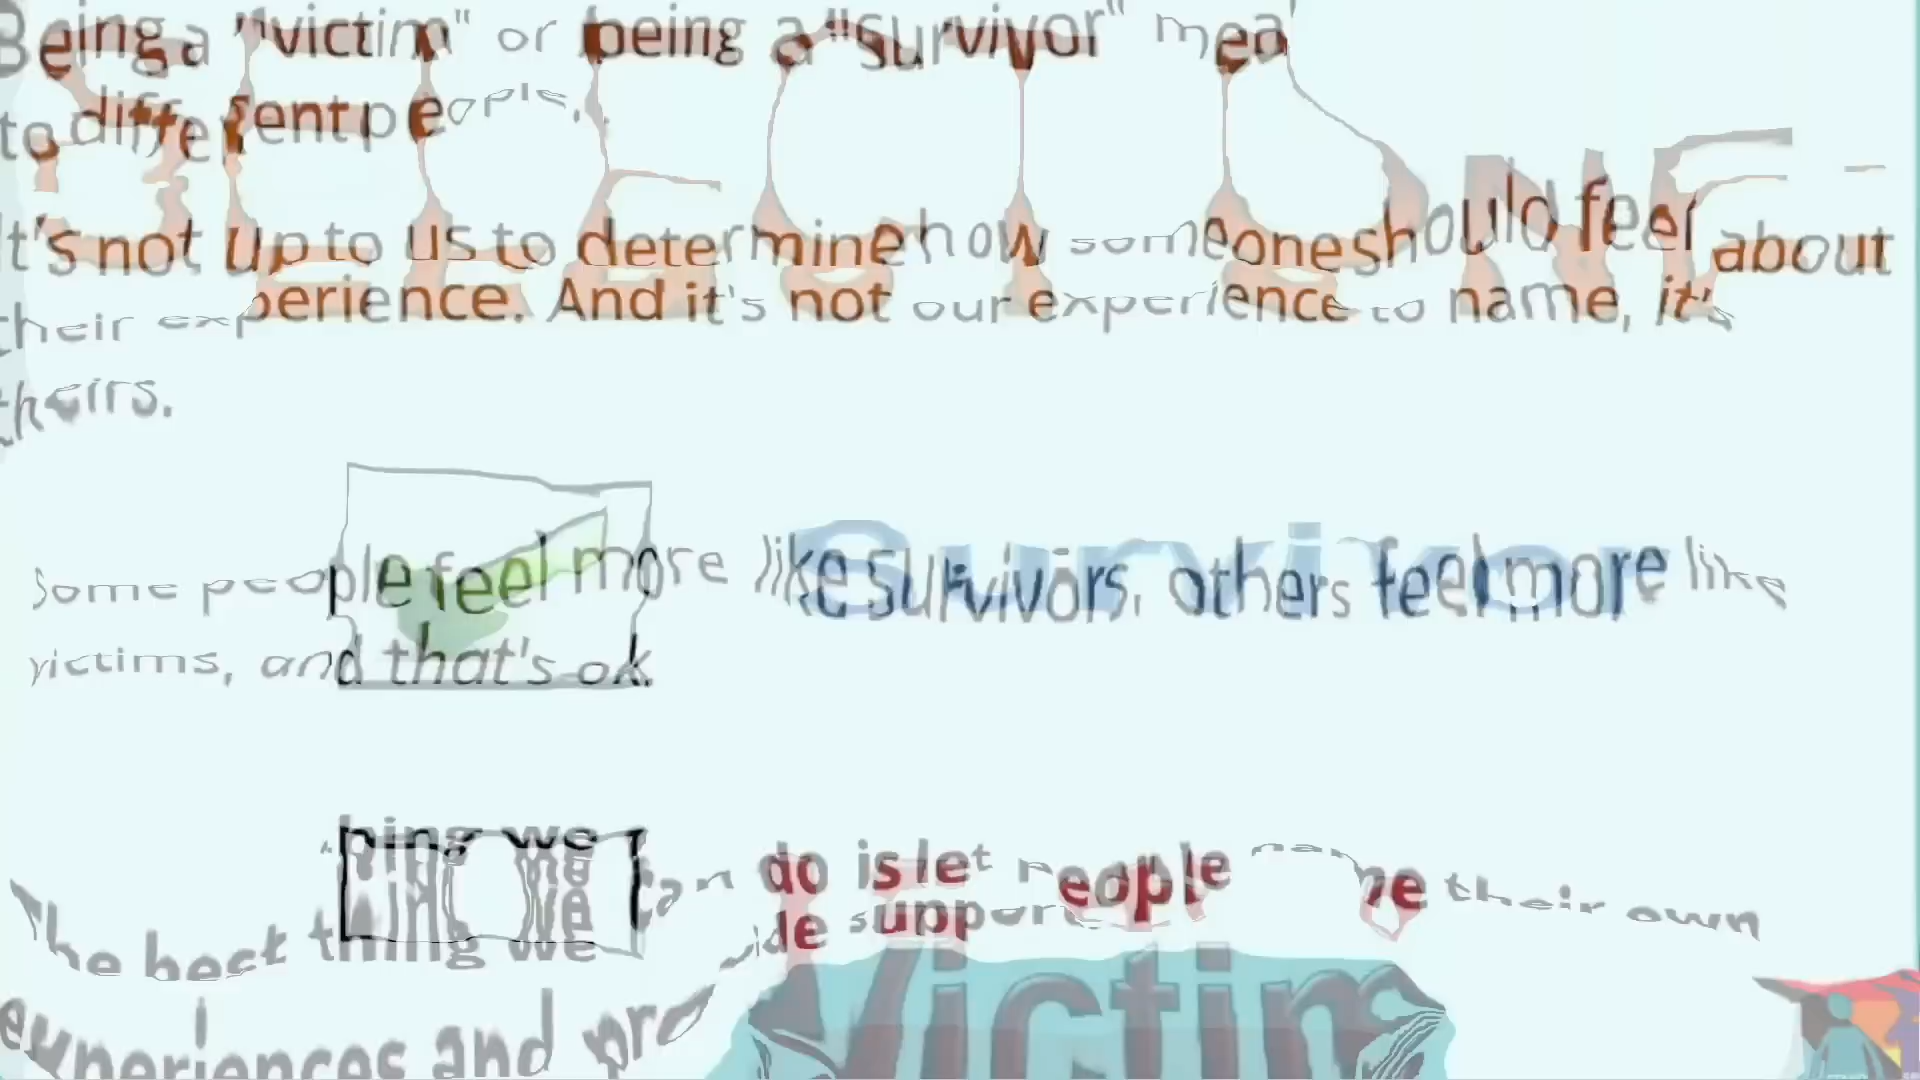 Being a "victim" or being a "survivor" mea
to different people.
It's not up to us to determine how someone should feel about
their experience. And it's not our experience to name, it's
theirs.
Some people feel more like survivors, others feel more like
victims, and that's ok.
Survivor
The best thing we can do is let people name their own
experiences and provide support
Victim